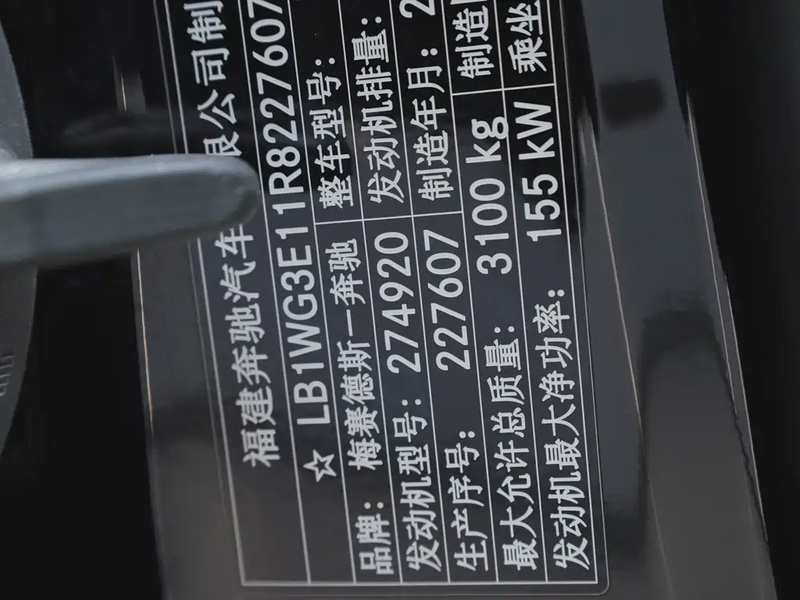 福建奔驰汽车 限公司制
☆ LB1WG3E11R8227607
品牌：梅赛德斯—奔驰 整车型号：
发动机型号：274920 发动机排量：
生产序号：227607 制造年月：2
最大允许总质量：3100 kg 制造
发动机最大净功率：155 kW 乘坐